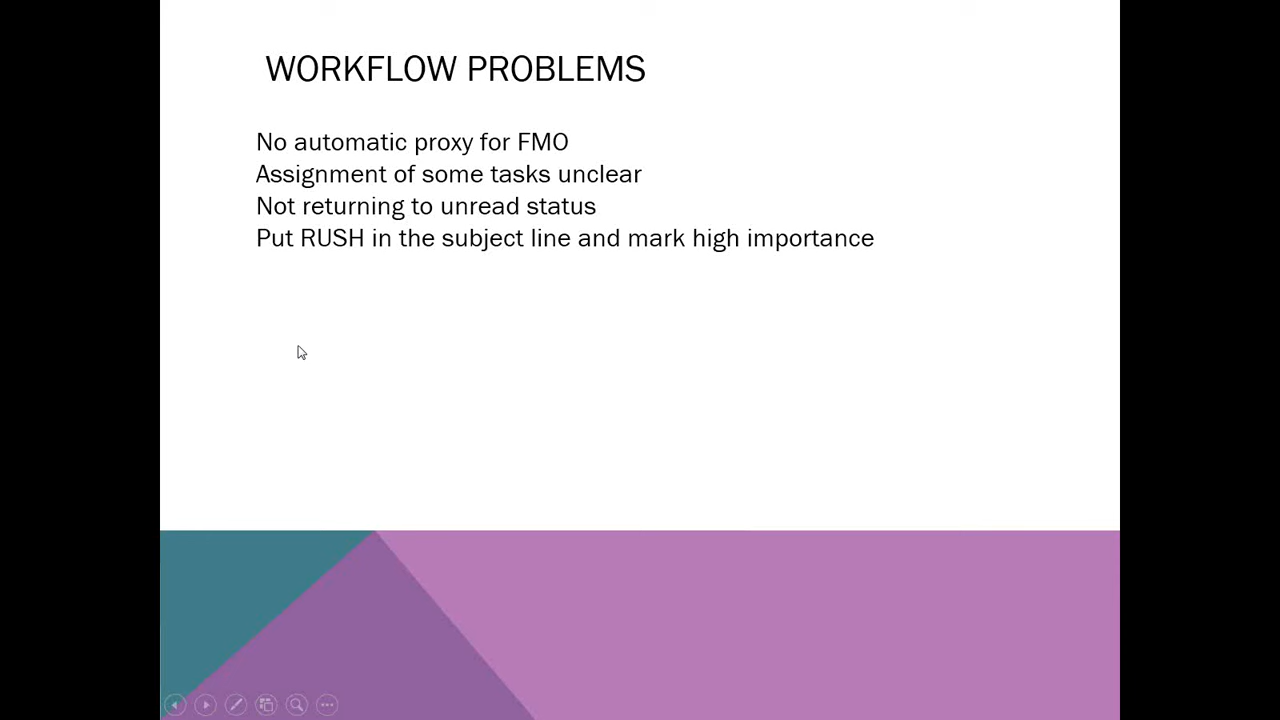 WORKFLOW PROBLEMS
No automatic proxy for FMO
Assignment of some tasks unclear
Not returning to unread status
Put RUSH in the subject line and mark high importance